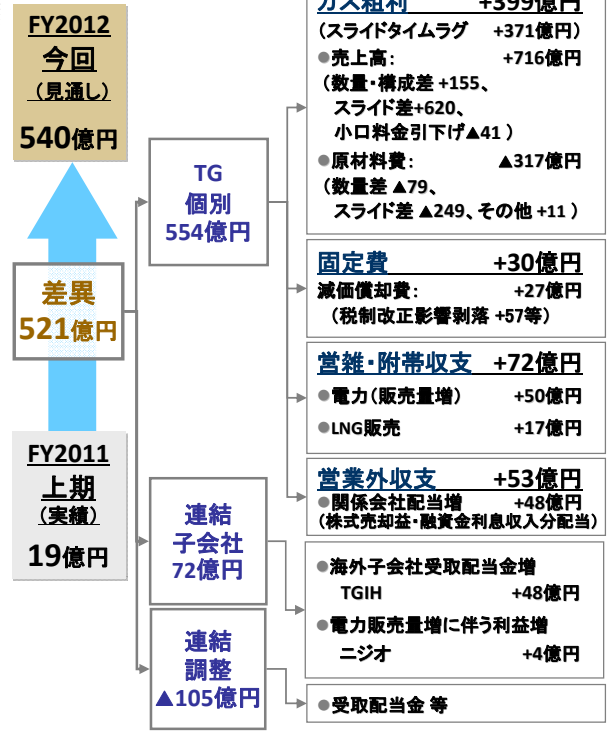 FY2012
今回
（見通し）
540億円
差異
521億円
FY2011
上期
（実績）
19億円
TG
個別
554億円
連結
子会社
72億円
連結
調整
▲105億円
ガス粗利 +399億円
（スライドタイムラグ +371億円）
●売上高： +716億円
（数量・構成差 +155、
スライド差+620、
小口料金引下げ▲41 ）
●原材料費： ▲317億円
（数量差 ▲79、
スライド差 ▲249、その他 +11 ）
固定費 +30億円
減価償却費： +27億円
（税制改正影響剥落 +57等）
営雑・附帯収支 +72億円
●電力（販売量増） +50億円
●LNG販売 +17億円
営業外収支 +53億円
●関係会社配当増 +48億円
（株式売却益・融資金利息収入分配当）
●海外子会社受取配当金増
TGIH +48億円
●電力販売量増に伴う利益増
ニジオ +4億円
●受取配当金 等